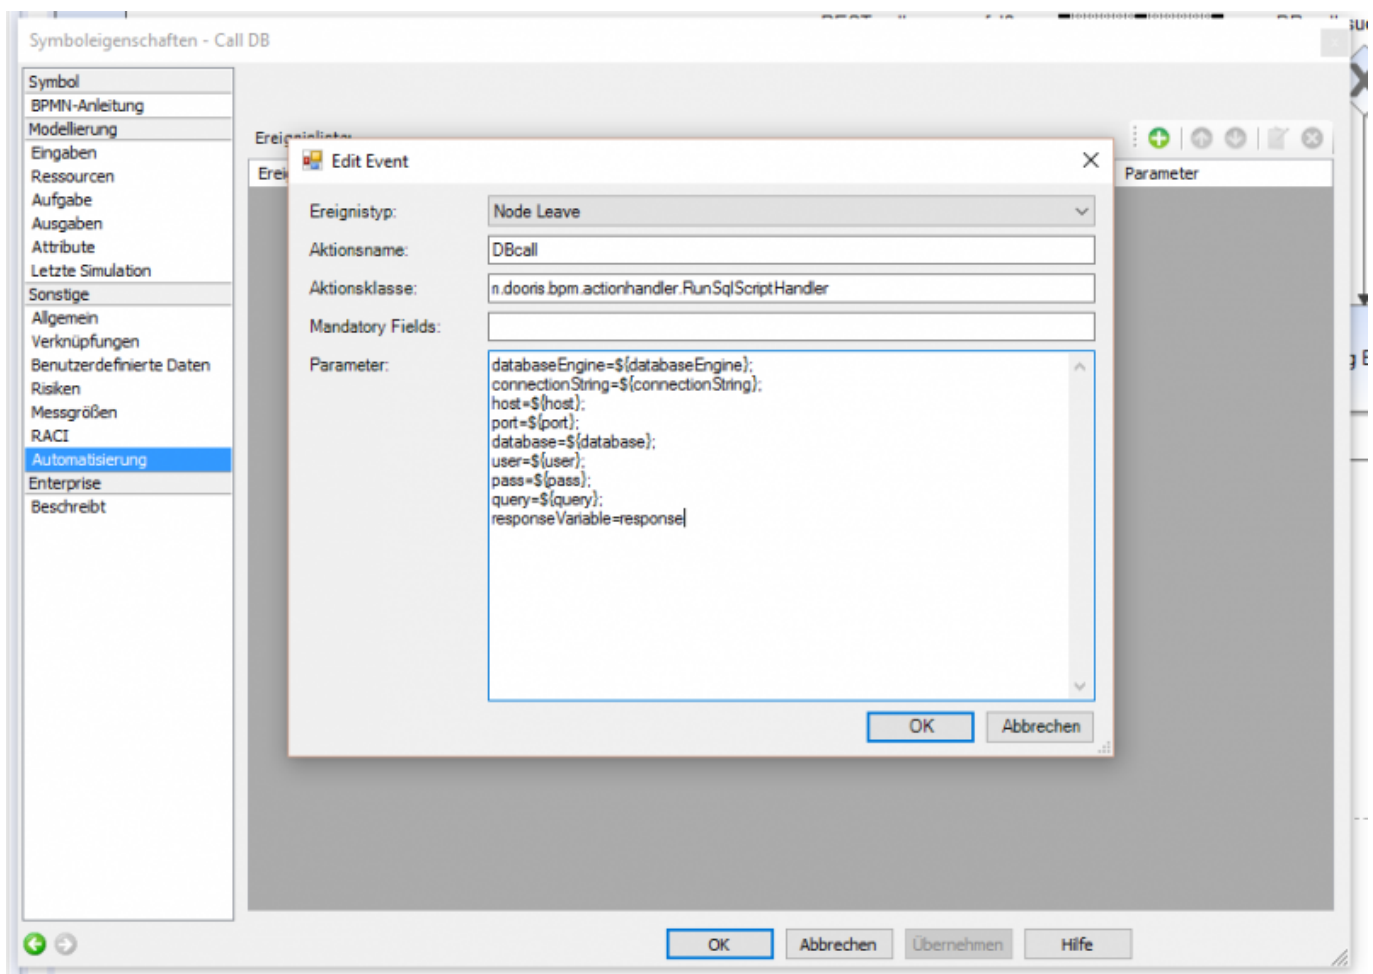 Symboleigenschaften - Call DB
Symbol
BPMN-Anleitung
Modellierung
Eingaben
Ressourcen
Aufgabe
Ausgaben
Attribute
Letzte Simulation
Sonstige
Allgemein
Verknüpfungen
Benutzerdefinierte Daten
Risiken
Messgrößen
RACI
Automatisierung
Enterprise
Beschreibt
Parameter
Edit Event
Ereignistyp:
Node Leave
Aktionsname:
DBcall
Aktionsklasse:
n.dooris.bpm.actionhandler.RunSqlScriptHandler
Mandatory Fields:
Parameter:
databaseEngine=${databaseEngine};
connectionString=${connectionString};
host=${host};
port=${port};
database=${database};
user=${user};
pass=${pass};
query=${query};
responseVariable=response
OK Abbrechen
OK Abbrechen Übernehmen Hilfe